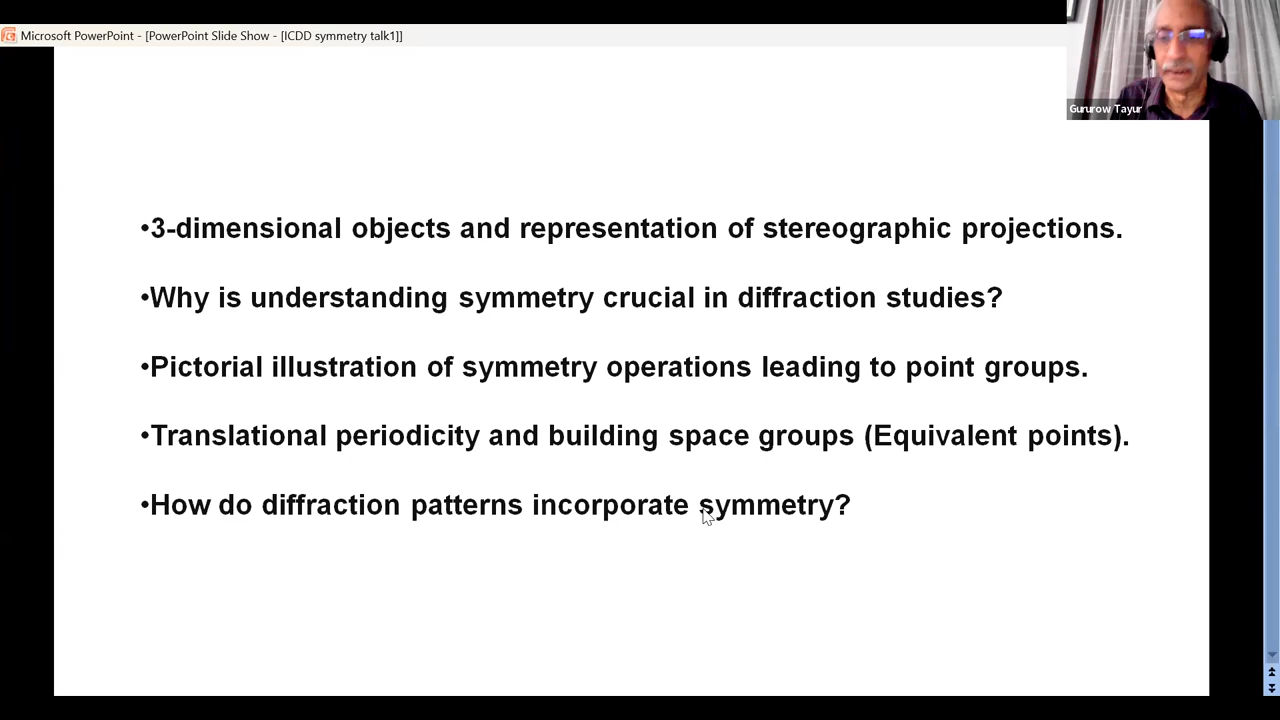 Microsoft PowerPoint - [PowerPoint Slide Show - [ICDD symmetry talk1]]
Gururow Tayur
•3-dimensional objects and representation of stereographic projections.
•Why is understanding symmetry crucial in diffraction studies?
•Pictorial illustration of symmetry operations leading to point groups.
•Translational periodicity and building space groups (Equivalent points).
•How do diffraction patterns incorporate symmetry?